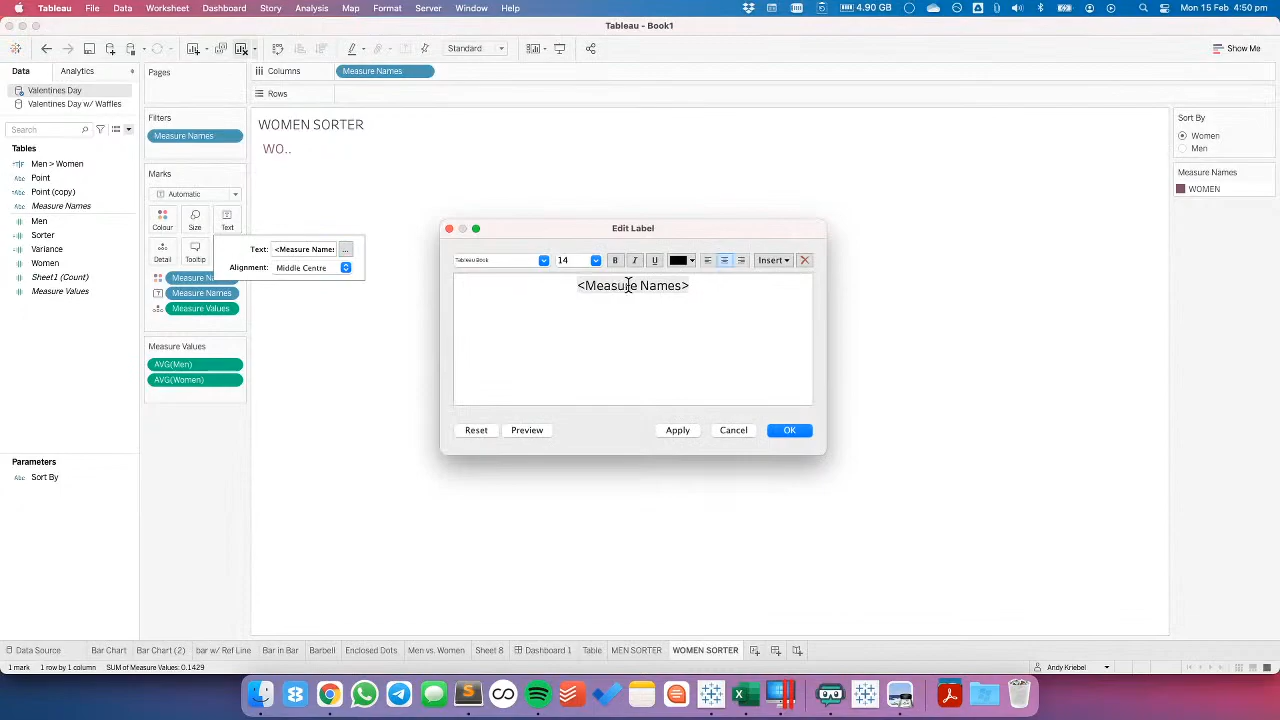 Tableau File Data Worksheet Dashboard Story Analysis Map Format Server Window Help 4.90 GB Mon 15 Feb 4:50 pm
Tableau - Book1
Standard Show Me
Data Analytics Pages Columns Measure Names
Valentines Day
Valentines Day w/ Waffles
Rows
Filters
Measure Names
Search
Tables
Men > Women
Point
Point (copy)
Measure Names
Men
Sorter
Variance
Women
Sheet1 (Count)
Measure Values
Parameters
Sort By
Marks
Automatic
Colour Size Text
Detail Tooltip
Text: <Measure Name: ...
Alignment: Middle Centre
Measure Names
Measure Values
Measure Values
AVG(Men)
AVG(Women)
WOMEN SORTER
WO..
Edit Label
Tableau Book 14 B I U Insert
<Measure Names>
Reset Preview Apply Cancel OK
Sort By
Women
Men
Measure Names
WOMEN
Data Source Bar Chart Bar Chart (2) bar w/ Ref Line Bar in Bar Barbell Enclosed Dots Men vs. Women Sheet 8 Dashboard 1 Table MEN SORTER WOMEN SORTER
1 mark 1 row by 1 column SUM of Measure Values: 0.1429 Andy Kriebel